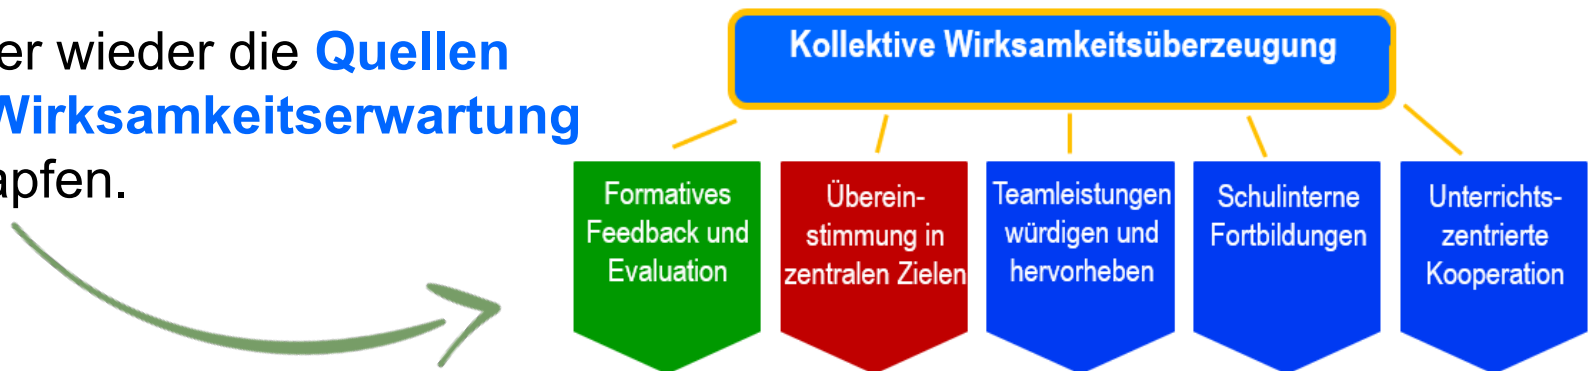 er wieder die Quellen
Wirksamkeitserwartung
apfen.
Kollektive Wirksamkeitsüberzeugung
Formatives
Feedback und
Evaluation
Überein-
stimmung in
zentralen Zielen
Teamleistungen
würdigen und
hervorheben
Schulinterne
Fortbildungen
Unterrichts-
zentrierte
Kooperation